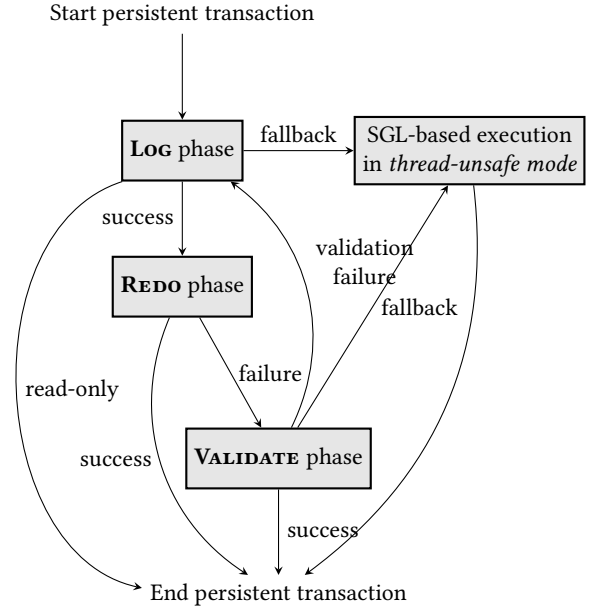 Start persistent transaction
LOG phase
fallback
SGL-based execution
in thread-unsafe mode
success
REDO phase
validation
failure
fallback
failure
read-only
success
VALIDATE phase
success
End persistent transaction